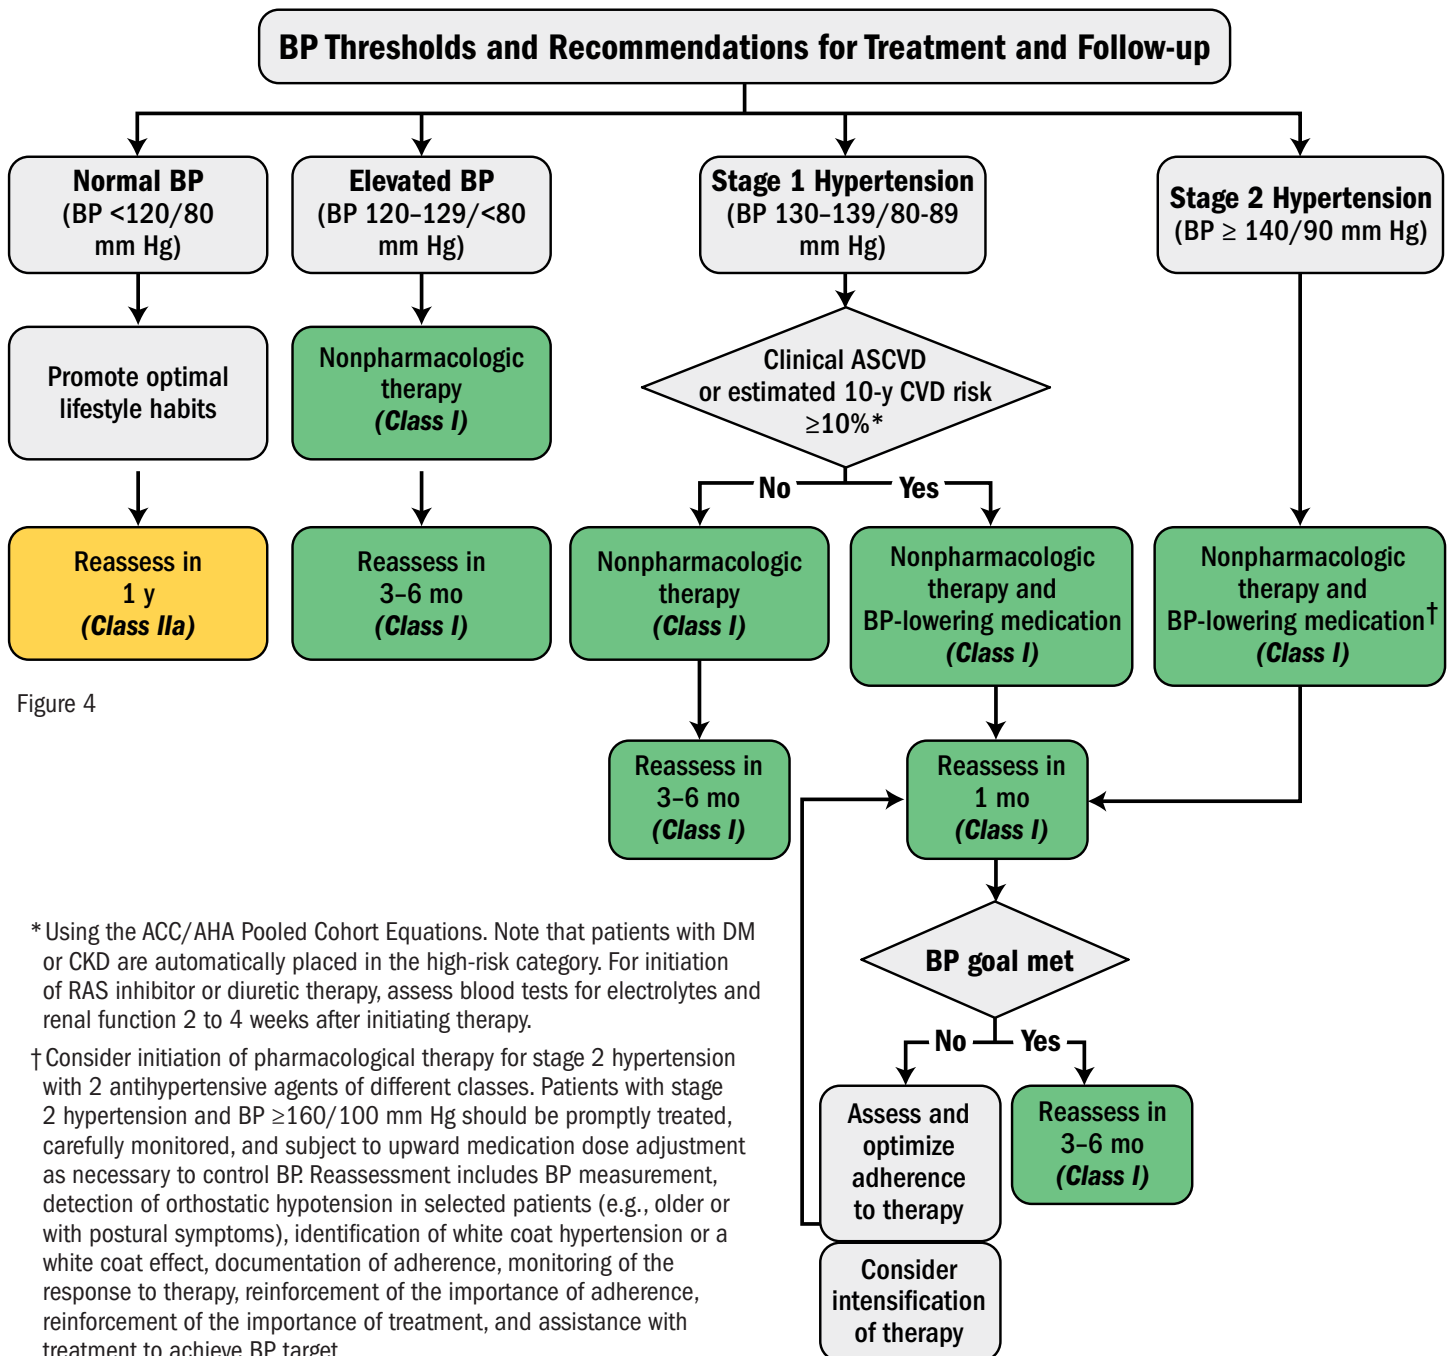 BP Thresholds and Recommendations for Treatment and Follow-up
Normal BP
(BP <120/80
mm Hg)
Elevated BP
(BP 120–129/<80
mm Hg)
Stage 1 Hypertension
(BP 130–139/80-89
mm Hg)
Stage 2 Hypertension
(BP ≥ 140/90 mm Hg)
Promote optimal
lifestyle habits
Nonpharmacologic
therapy
(Class I)
Clinical ASCVD
or estimated 10-y CVD risk
≥10%*
No
Yes
Reassess in
1 y
(Class IIa)
Reassess in
3–6 mo
(Class I)
Nonpharmacologic
therapy
(Class I)
Nonpharmacologic
therapy and
BP-lowering medication
(Class I)
Nonpharmacologic
therapy and
BP-lowering medication†
(Class I)
Figure 4
Reassess in
3–6 mo
(Class I)
Reassess in
1 mo
(Class I)
BP goal met
No
Yes
Assess and
optimize
adherence
to therapy
Reassess in
3–6 mo
(Class I)
Consider
intensification
of therapy
* Using the ACC/AHA Pooled Cohort Equations. Note that patients with DM
or CKD are automatically placed in the high-risk category. For initiation
of RAS inhibitor or diuretic therapy, assess blood tests for electrolytes and
renal function 2 to 4 weeks after initiating therapy.
† Consider initiation of pharmacological therapy for stage 2 hypertension
with 2 antihypertensive agents of different classes. Patients with stage
2 hypertension and BP ≥160/100 mm Hg should be promptly treated,
carefully monitored, and subject to upward medication dose adjustment
as necessary to control BP. Reassessment includes BP measurement,
detection of orthostatic hypotension in selected patients (e.g., older or
with postural symptoms), identification of white coat hypertension or a
white coat effect, documentation of adherence, monitoring of the
response to therapy, reinforcement of the importance of adherence,
reinforcement of the importance of treatment, and assistance with
treatment to achieve BP target.